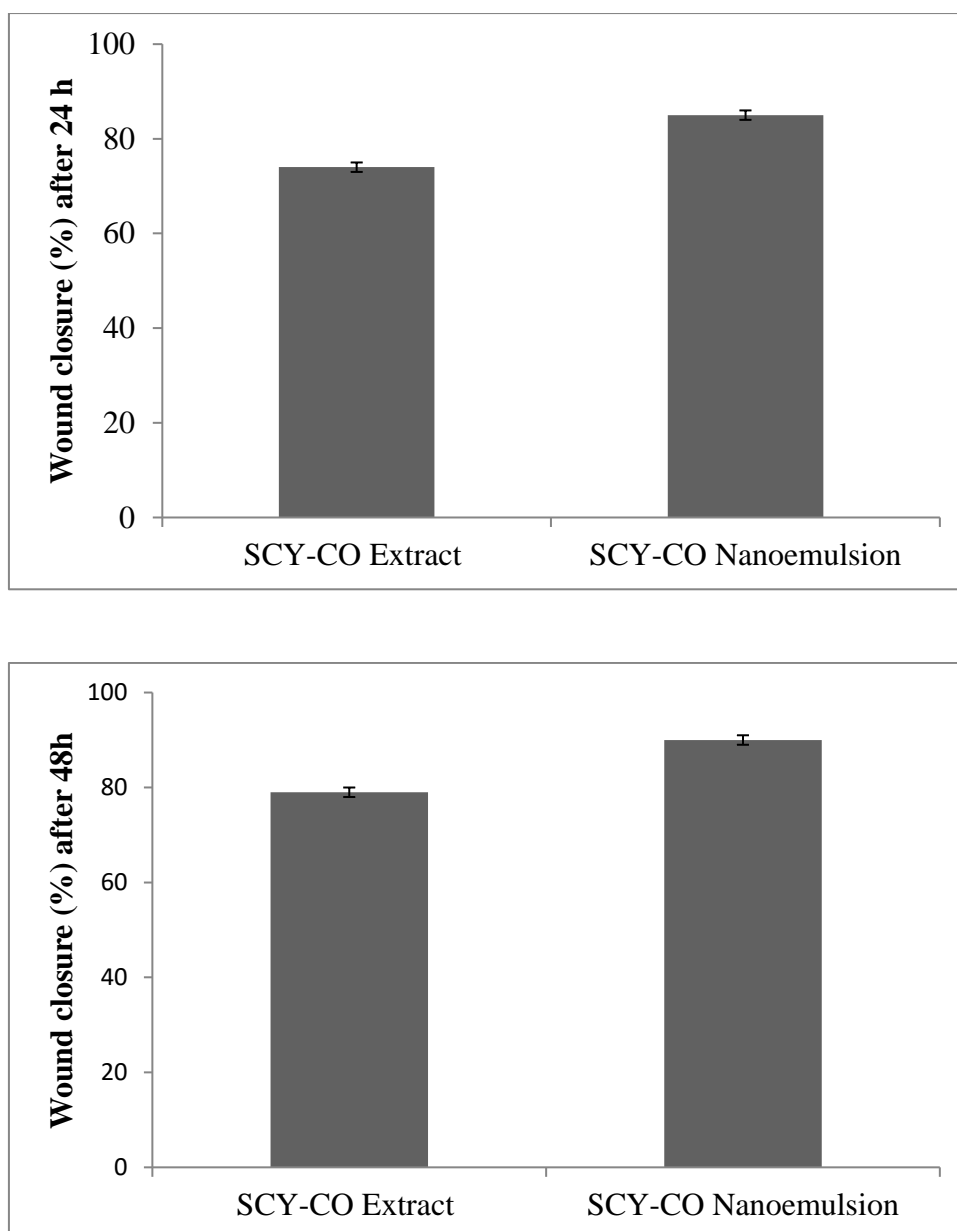 Wound closure (%) after 24 h
100
80
60
40
20
0
SCY-CO Extract
SCY-CO Nanoemulsion
Wound closure (%) after 48h
100
80
60
40
20
0
SCY-CO Extract
SCY-CO Nanoemulsion